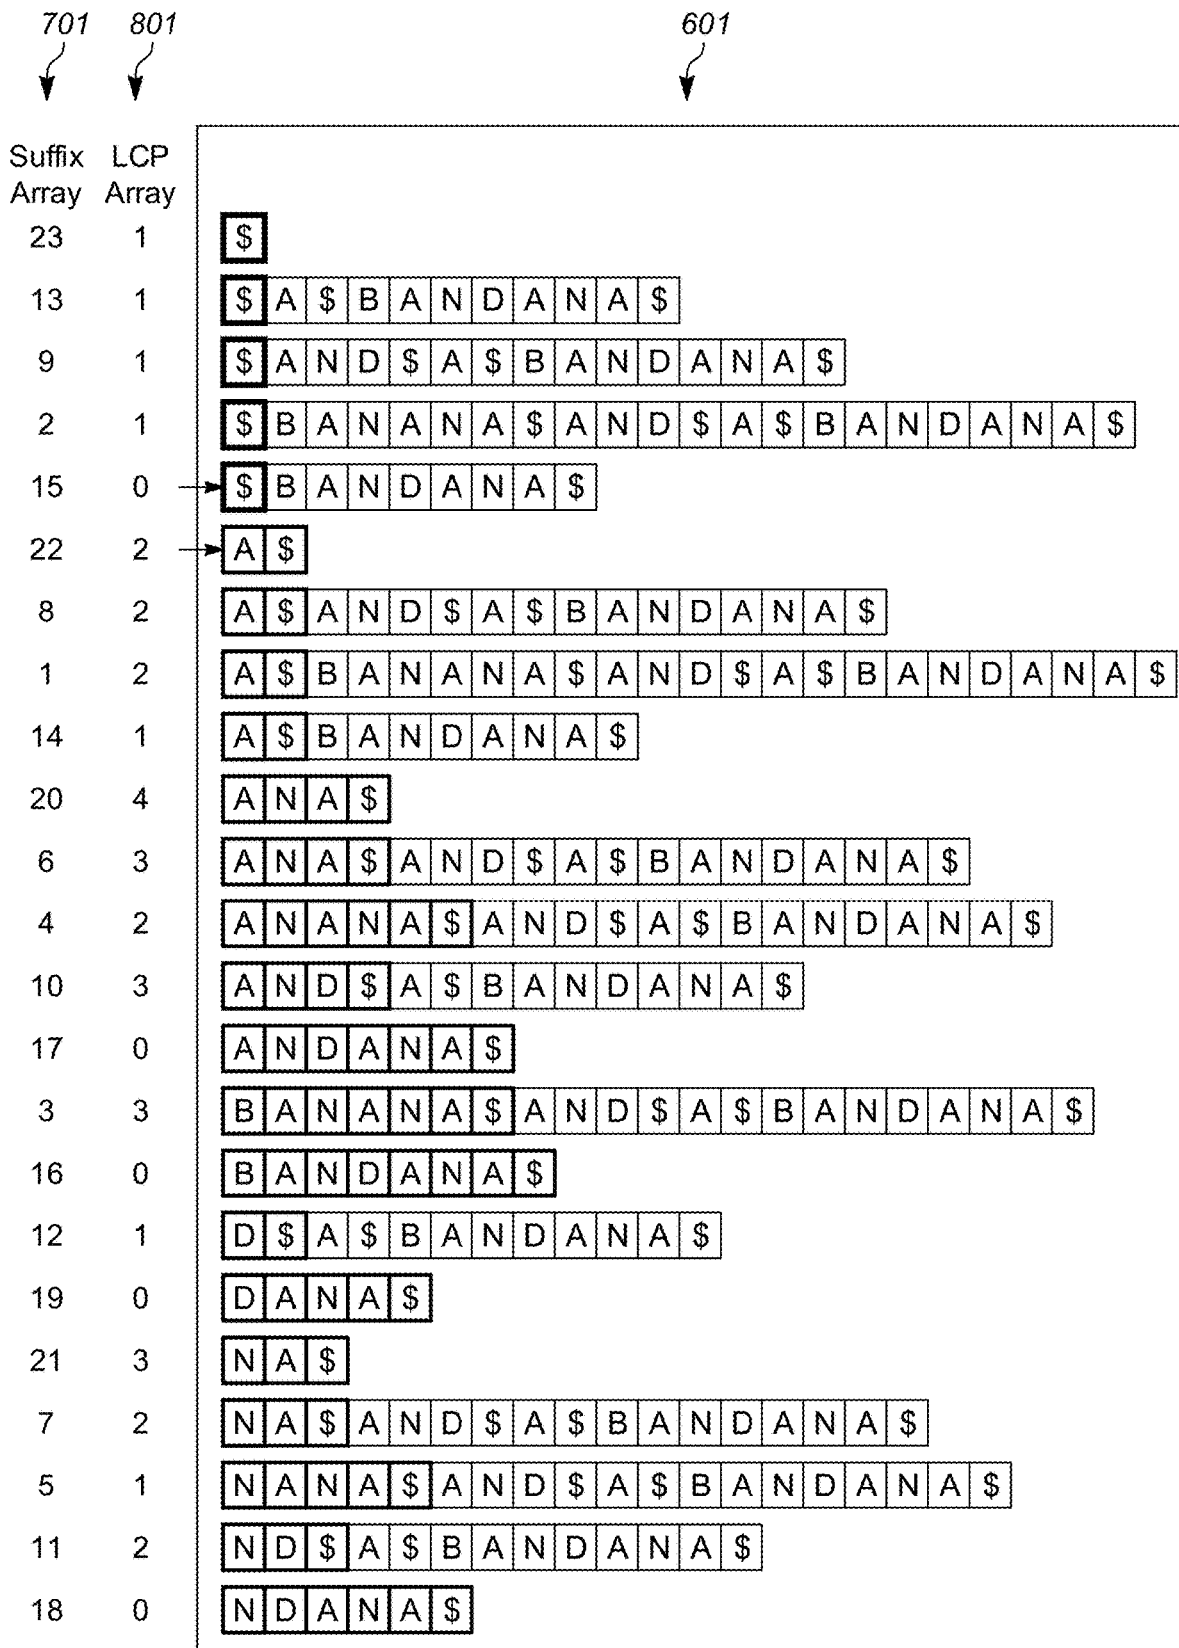 701 801 601
Suffix LCP
Array Array
23 1 $
13 1 $A$BANDANA$
9 1 $AND$A$BANDANA$
2 1 $BANANA$AND$A$BANDANA$
15 0 $BANDANA$
22 2 A$
8 2 A$AND$A$BANDANA$
1 2 A$BANANA$AND$A$BANDANA$
14 1 A$BANDANA$
20 4 ANA$
6 3 ANA$AND$A$BANDANA$
4 2 ANANA$AND$A$BANDANA$
10 3 AND$A$BANDANA$
17 0 ANDANA$
3 3 BANANA$AND$A$BANDANA$
16 0 BANDANA$
12 1 D$A$BANDANA$
19 0 DANA$
21 3 NA$
7 2 NA$AND$A$BANDANA$
5 1 NANA$AND$A$BANDANA$
11 2 ND$A$BANDANA$
18 0 NDANA$